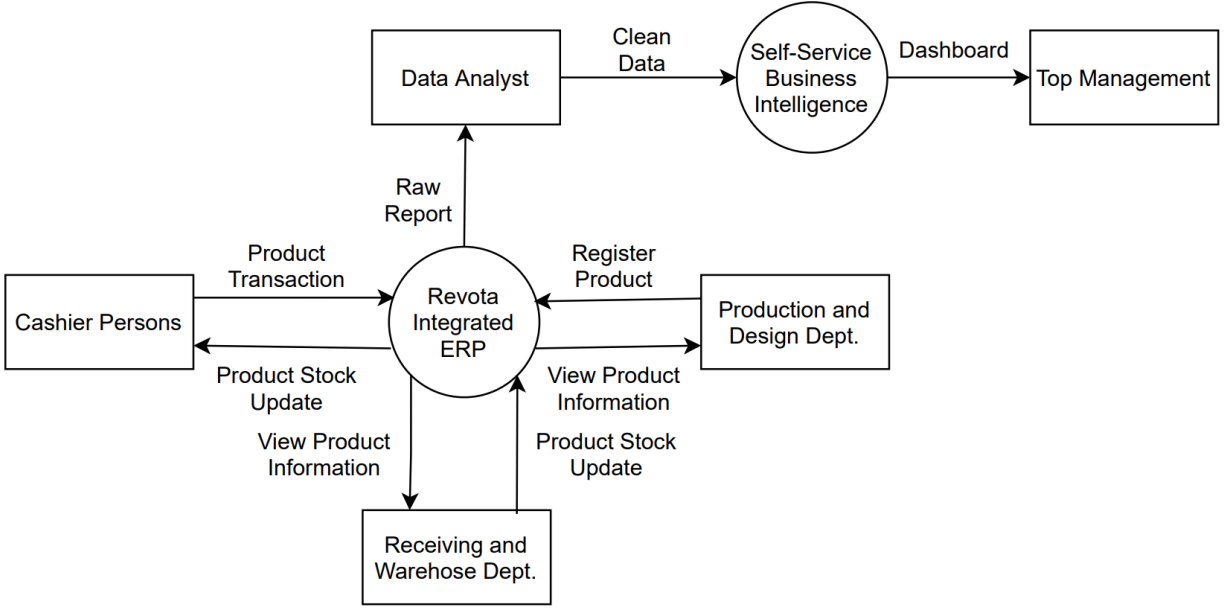 Clean
Data
Dashboard
Data Analyst
Self-Service
Business
Intelligence
Top Management
Raw
Report
Product
Transaction
Register
Product
Cashier Persons
Revota
Integrated
ERP
Production and
Design Dept.
Product Stock
Update
View Product
Information
View Product
Information
Product Stock
Update
Receiving and
Warehose Dept.